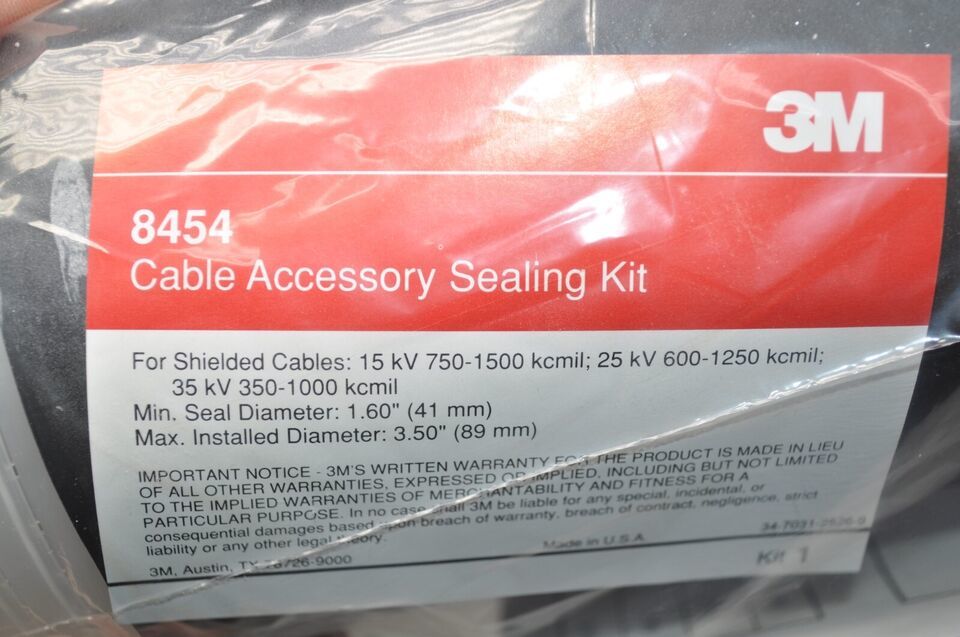 3M
8454
Cable Accessory Sealing Kit
For Shielded Cables: 15 kV 750-1500 kcmil; 25 kV 600-1250 kcmil;
35 kV 350-1000 kcmil
Min. Seal Diameter: 1.60" (41 mm)
Max. Installed Diameter: 3.50" (89 mm)
IMPORTANT NOTICE - 3M'S WRITTEN WARRANTY FOR THE PRODUCT IS MADE IN LIEU
OF ALL OTHER WARRANTIES, EXPRESSED OR IMPLIED, INCLUDING BUT NOT LIMITED
TO THE IMPLIED WARRANTIES OF MERCHANTABILITY AND FITNESS FOR A
PARTICULAR PURPOSE. In no case shall 3M be liable for any special, incidental, or
consequential damages based upon breach of warranty, breach of contract, negligence, strict
liability or any other legal theory.
Made in U.S.A.
3M, Austin, TX 78726-9000
Kit 1